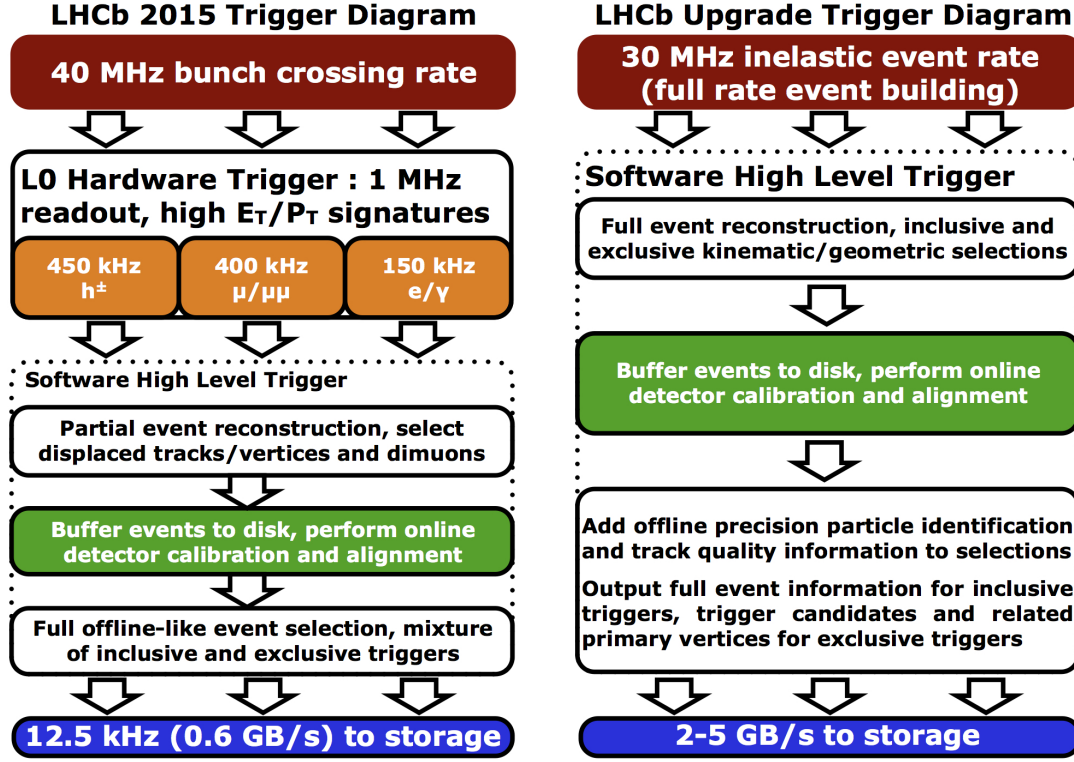 LHCb 2015 Trigger Diagram
40 MHz bunch crossing rate
L0 Hardware Trigger : 1 MHz
readout, high ET/PT signatures
450 kHz
h±
400 kHz
μ/μμ
150 kHz
e/γ
Software High Level Trigger
Partial event reconstruction, select
displaced tracks/vertices and dimuons
Buffer events to disk, perform online
detector calibration and alignment
Full offline-like event selection, mixture
of inclusive and exclusive triggers
12.5 kHz (0.6 GB/s) to storage
LHCb Upgrade Trigger Diagram
30 MHz inelastic event rate
(full rate event building)
Software High Level Trigger
Full event reconstruction, inclusive and
exclusive kinematic/geometric selections
Buffer events to disk, perform online
detector calibration and alignment
Add offline precision particle identification
and track quality information to selections
Output full event information for inclusive
triggers, trigger candidates and related
primary vertices for exclusive triggers
2-5 GB/s to storage